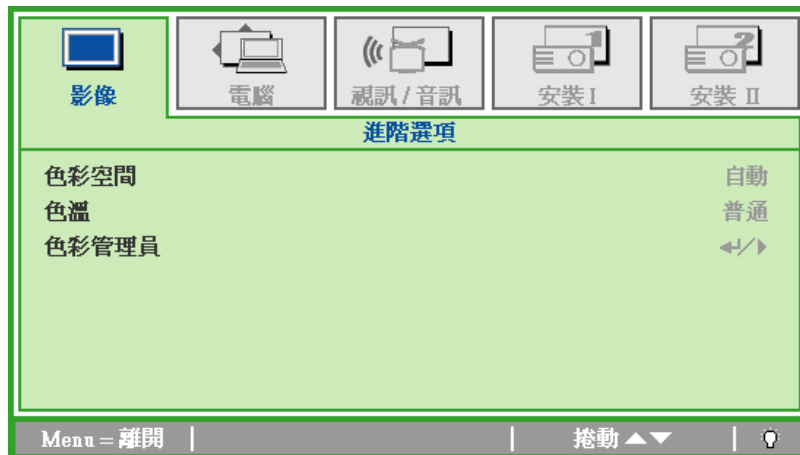 影像 電腦 視訊 / 音訊 安裝 I 安裝 II
進階選項
色彩空間 自動
色溫 普通
色彩管理員
Menu = 離開 捲動